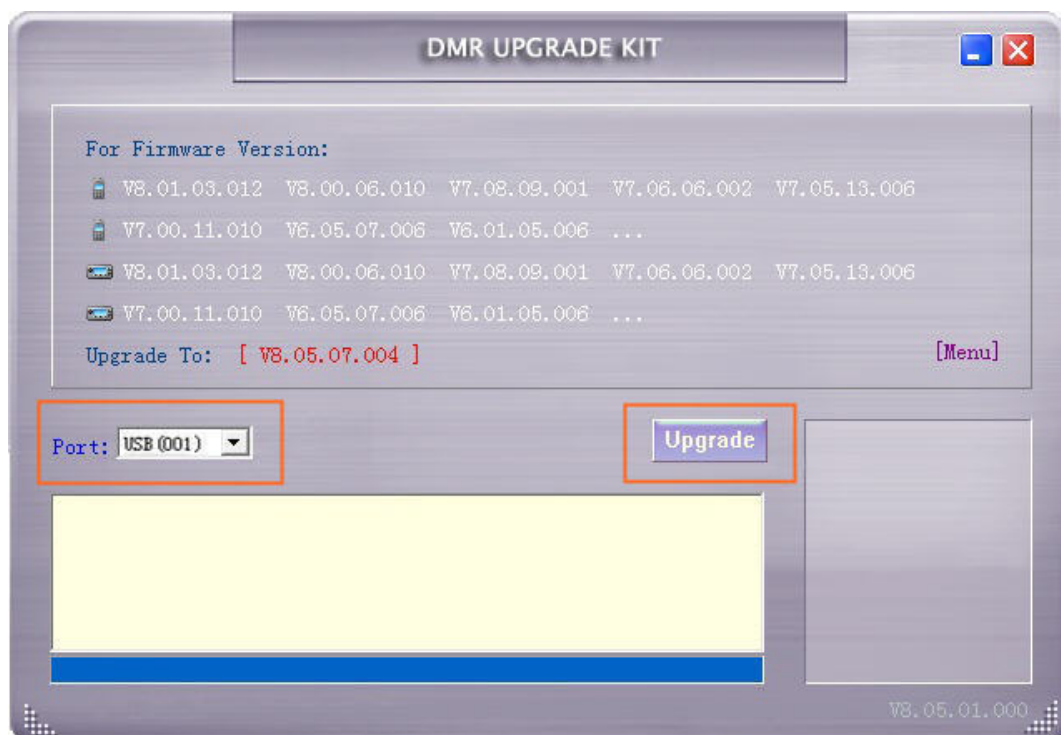 DMR UPGRADE KIT
For Firmware Version:
V8.01.03.012 V8.00.06.010 V7.08.09.001 V7.06.06.002 V7.05.13.006
V7.00.11.010 V6.05.07.006 V6.01.05.006 ...
V8.01.03.012 V8.00.06.010 V7.08.09.001 V7.06.06.002 V7.05.13.006
V7.00.11.010 V6.05.07.006 V6.01.05.006 ...
Upgrade To: [ V8.05.07.004 ] [Menu]
Port: USB(001) Upgrade
V8.05.01.000